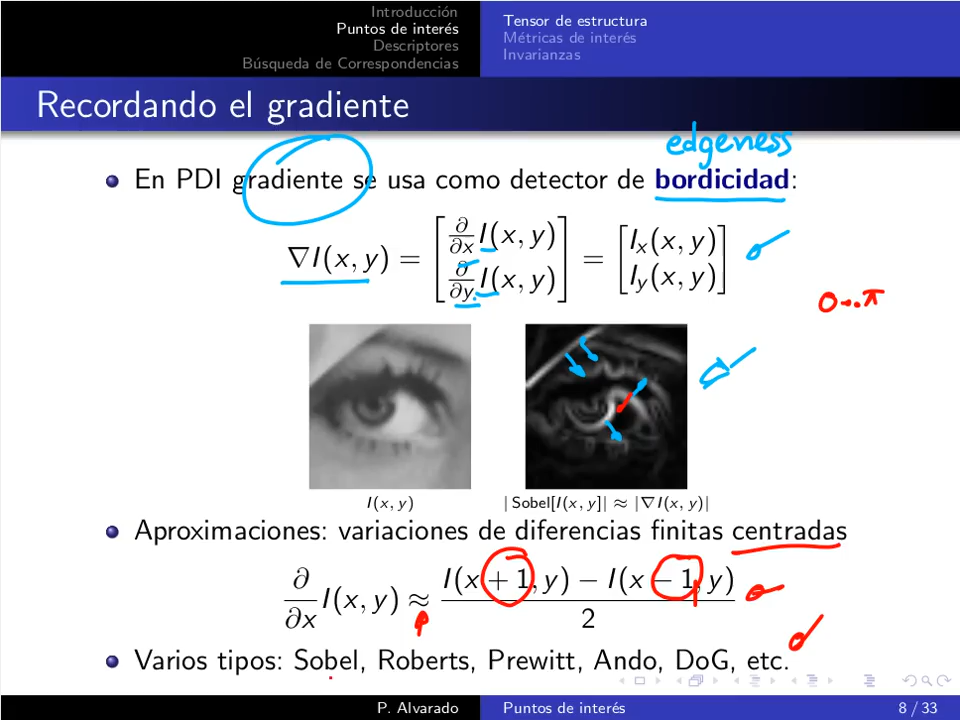 Introducción
Puntos de interés
Descriptores
Búsqueda de Correspondencias
Tensor de estructura
Métricas de interés
Invarianzas
Recordando el gradiente
edgeness
En PDI gradiente se usa como detector de bordicidad:
∇I(x, y) = [∂/∂x I(x, y) ; ∂/∂y I(x, y)] = [Ix(x, y) ; Iy(x, y)]
0...π
I(x, y)
| Sobel[I(x, y]| ≈ |∇I(x, y)|
Aproximaciones: variaciones de diferencias finitas centradas
∂/∂x I(x, y) ≈ (I(x + 1, y) − I(x − 1, y))/2
Varios tipos: Sobel, Roberts, Prewitt, Ando, DoG, etc.
P. Alvarado
Puntos de interés
8 / 33